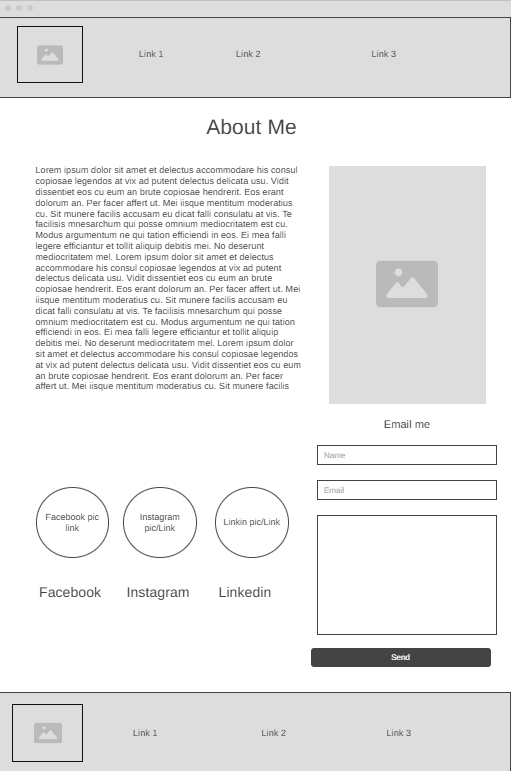 Link 1
Link 2
Link 3
About Me
Lorem ipsum dolor sit amet et delectus accommodare his consul
copiosae legendos at vix ad putent delectus delicata usu. Vidit
dissentiet eos cu eum an brute copiosae hendrerit. Eos erant
dolorum an. Per facer affert ut. Mei iisque mentitum moderatius
cu. Sit munere facilis accusam eu dicat falli consulatu at vis. Te
facilisis mnesarchum qui posse omnium mediocritatem est cu.
Modus argumentum ne qui tation efficiendi in eos. Ei mea falli
legere efficiantur et tollit aliquip debitis mei. No deserunt
mediocritatem mel. Lorem ipsum dolor sit amet et delectus
accommodare his consul copiosae legendos at vix ad putent
delectus delicata usu. Vidit dissentiet eos cu eum an brute
copiosae hendrerit. Eos erant dolorum an. Per facer affert ut. Mei
iisque mentitum moderatius cu. Sit munere facilis accusam eu
dicat falli consulatu at vis. Te facilisis mnesarchum qui posse
omnium mediocritatem est cu. Modus argumentum ne qui tation
efficiendi in eos. Ei mea falli legere efficiantur et tollit aliquip
debitis mei. No deserunt mediocritatem mel. Lorem ipsum dolor
sit amet et delectus accommodare his consul copiosae legendos
at vix ad putent delectus delicata usu. Vidit dissentiet eos cu eum
an brute copiosae hendrerit. Eos erant dolorum an. Per facer
affert ut. Mei iisque mentitum moderatius cu. Sit munere facilis
Email me
Name
Email
Send
Facebook pic
link
Instagram
pic/Link
Linkin pic/Link
Facebook
Instagram
Linkedin
Link 1
Link 2
Link 3